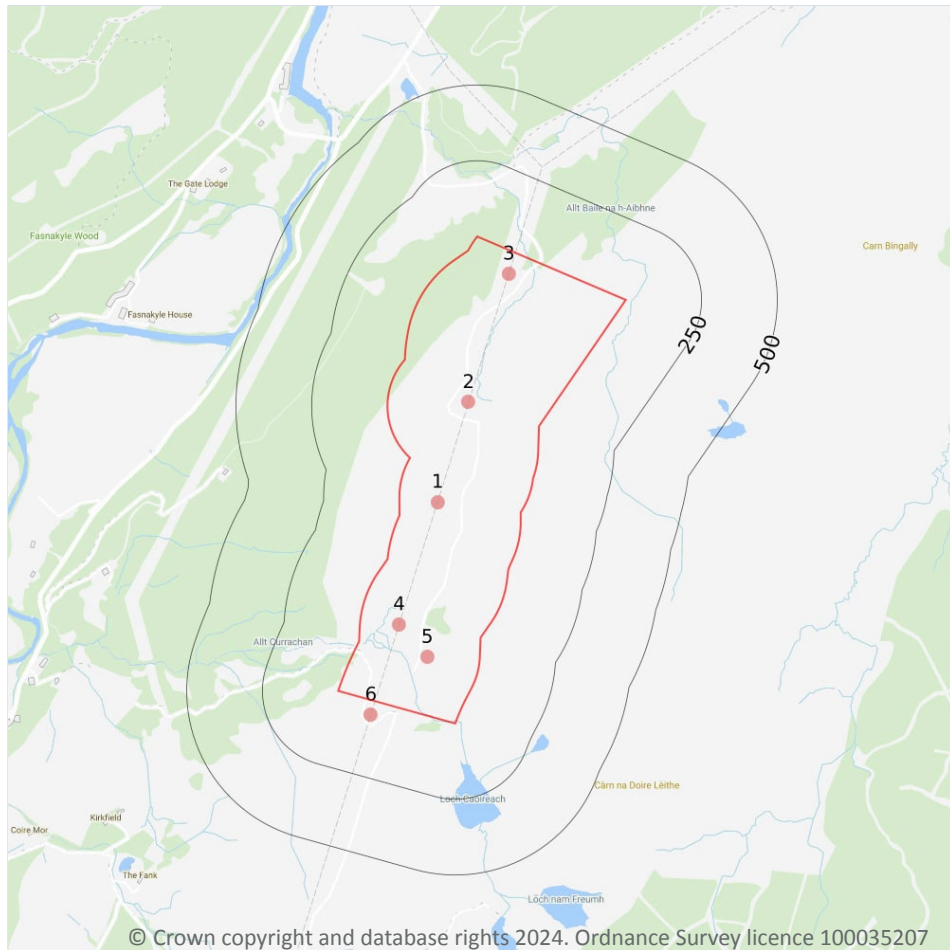 The Gate Lodge
Allt Baile na h-Aibhne
Fasnakyle Wood
Carn Bingally
3
Fasnakyle House
250
500
2
1
4
Allt Currachan
5
6
Càrn na Doire Lèithe
Loch Caoireach
Kirkfield
Coire Mor
The Fank
Loch nam Freumh
© Crown copyright and database rights 2024. Ordnance Survey licence 100035207